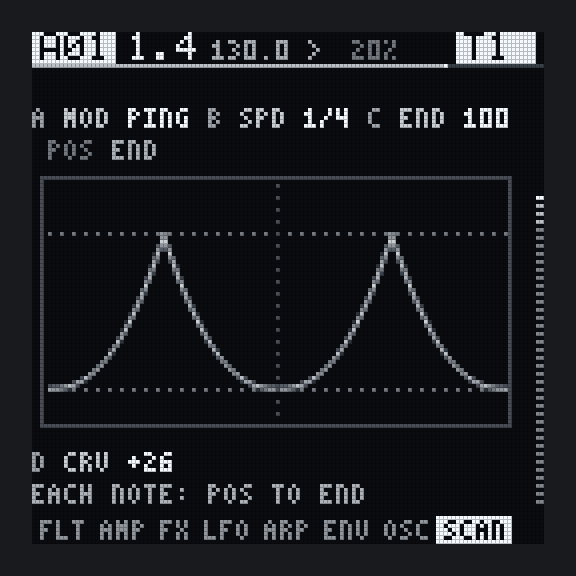 A01 1.4 130.0 > 20% T1
A MOD PING B SPD 1/4 C END 100
POS END
D CRV +26
EACH NOTE: POS TO END
FLT AMP FX LFO ARP ENV OSC SCAN